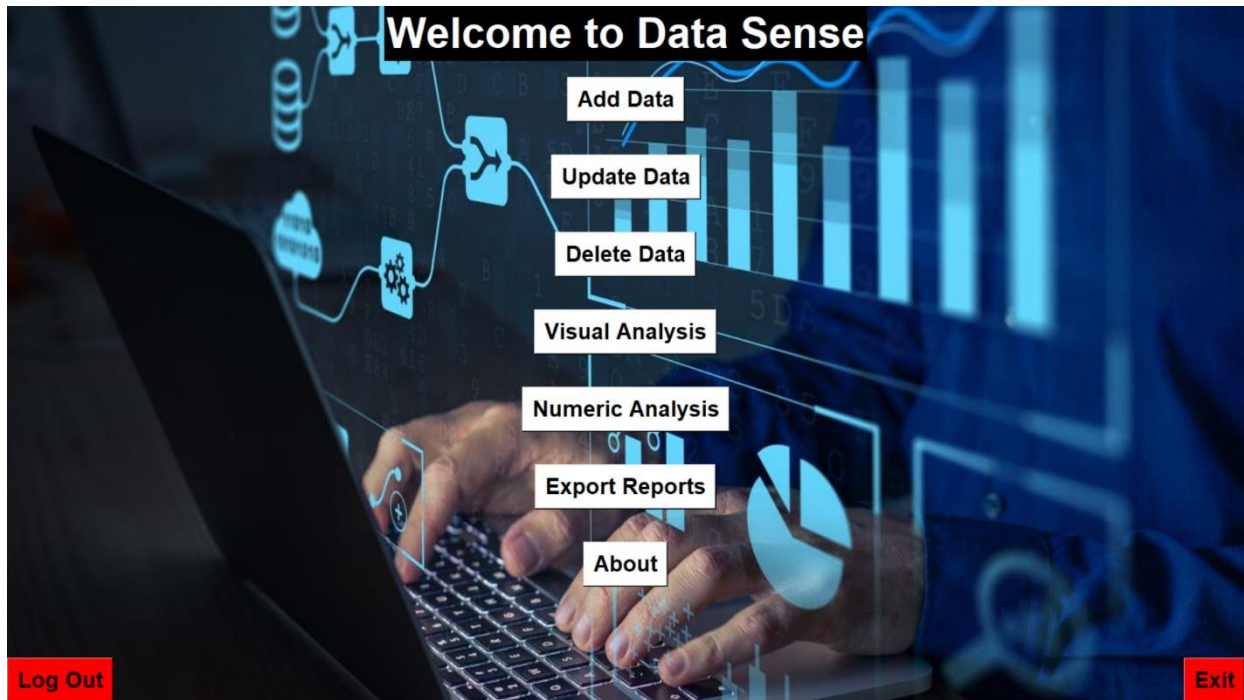 Welcome to Data Sense
Add Data
Update Data
Delete Data
Visual Analysis
Numeric Analysis
Export Reports
About
Log Out
Exit